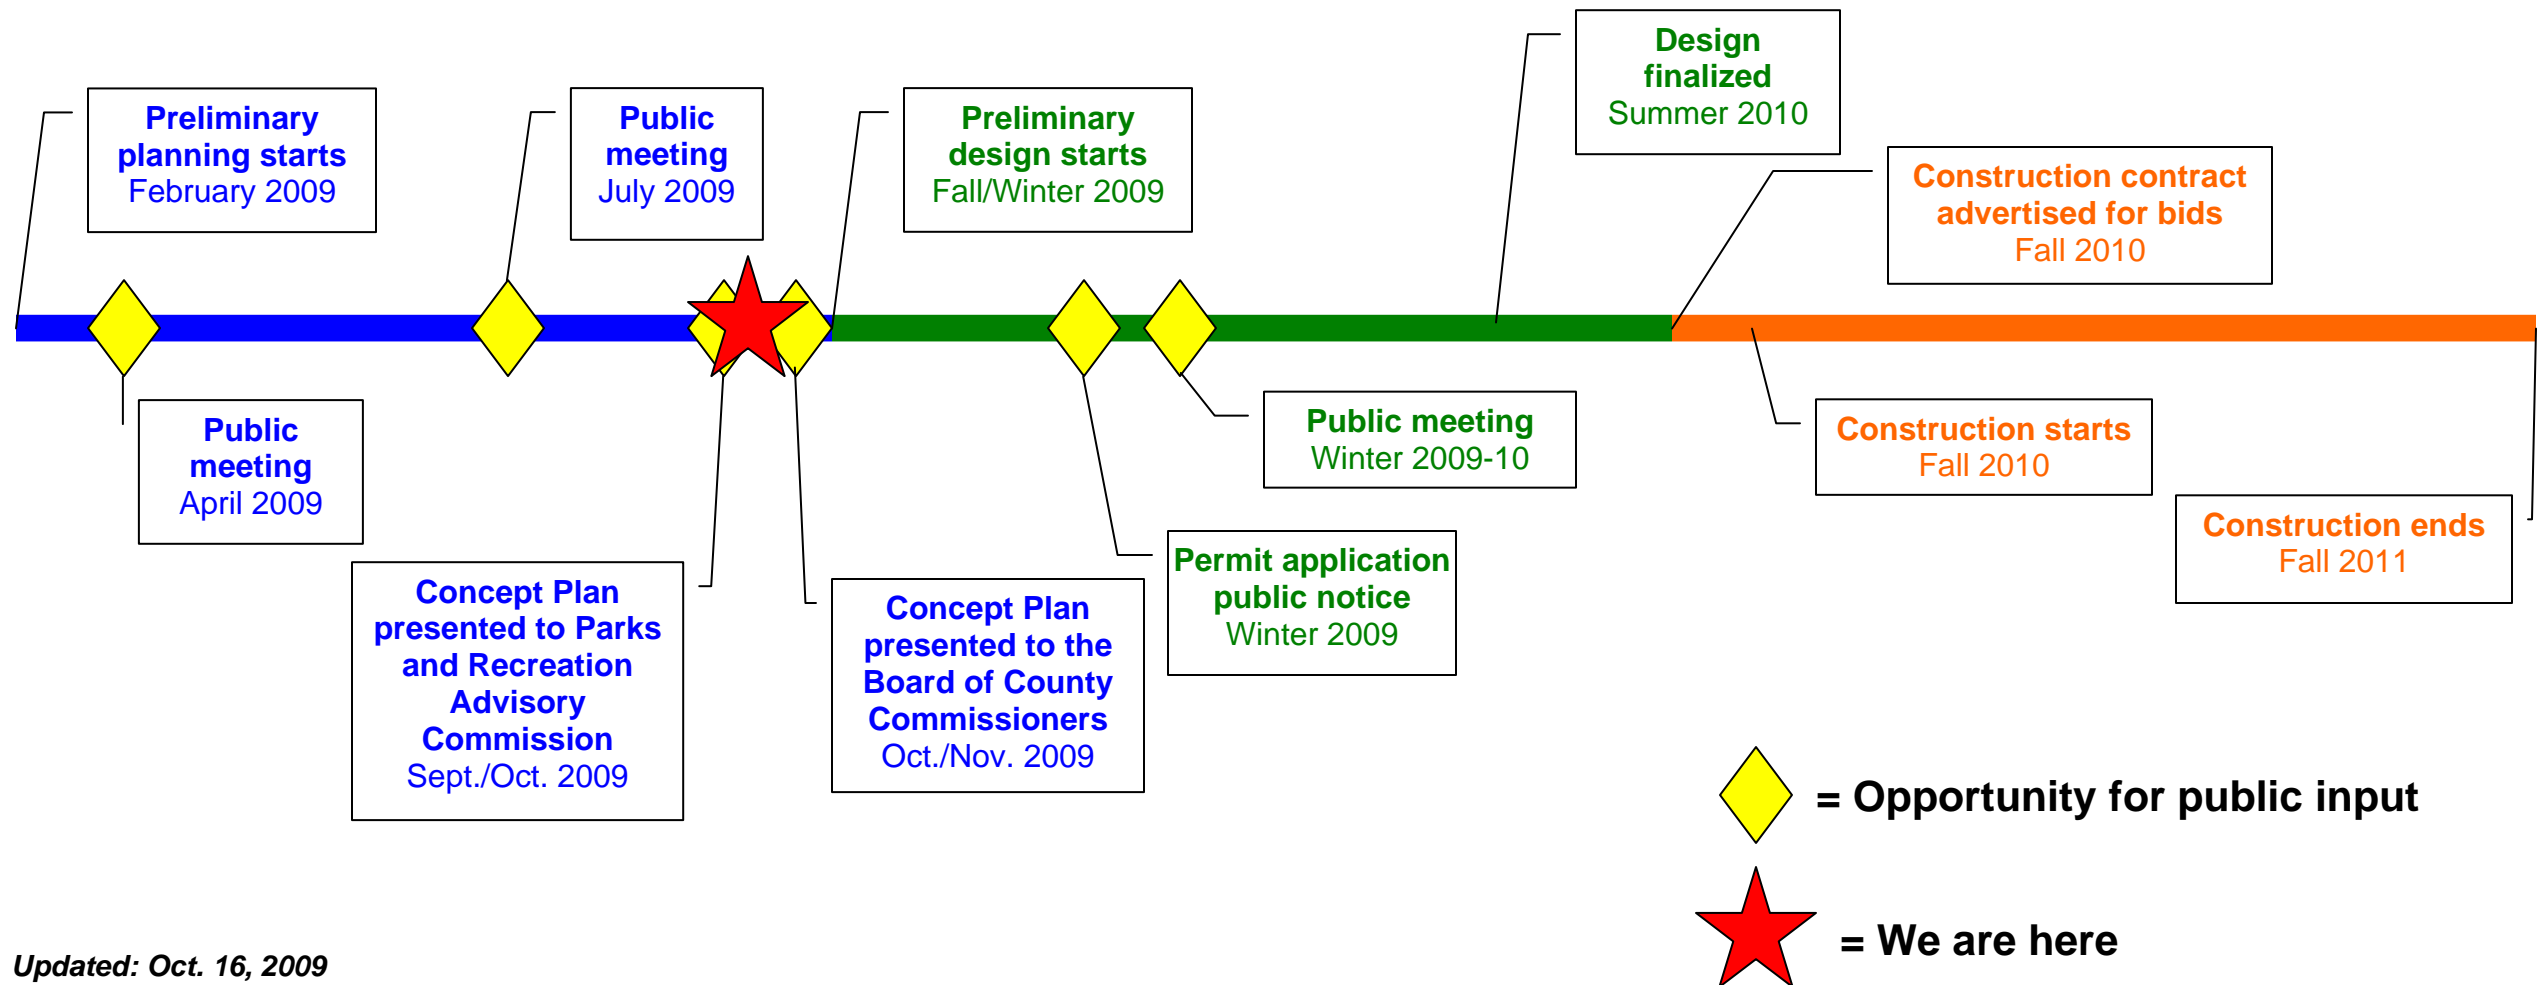 Preliminary
planning starts
February 2009
Public
meeting
July 2009
Preliminary
design starts
Fall/Winter 2009
Design
finalized
Summer 2010
Construction contract
advertised for bids
Fall 2010
Public
meeting
April 2009
Concept Plan
presented to Parks
and Recreation
Advisory
Commission
Sept./Oct. 2009
Concept Plan
presented to the
Board of County
Commissioners
Oct./Nov. 2009
Permit application
public notice
Winter 2009
Public meeting
Winter 2009-10
Construction starts
Fall 2010
Construction ends
Fall 2011
= Opportunity for public input
= We are here
Updated: Oct. 16, 2009